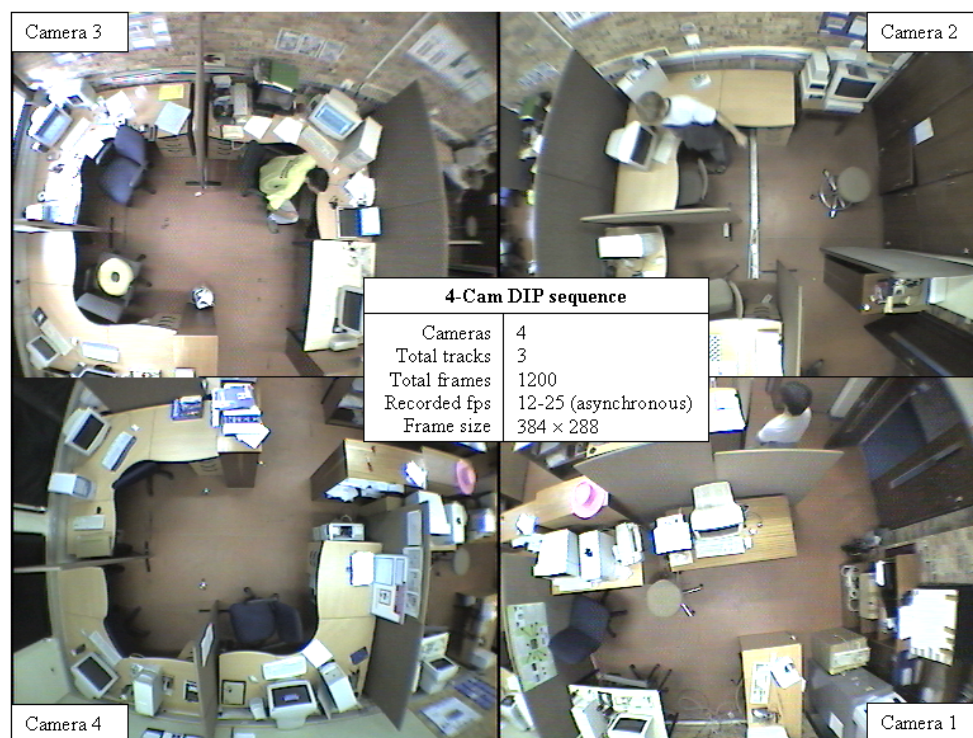 Camera 3
Camera 2
4-Cam DIP sequence
Cameras 4
Total tracks 3
Total frames 1200
Recorded fps 12-25 (asynchronous)
Frame size 384 × 288
Camera 4
Camera 1